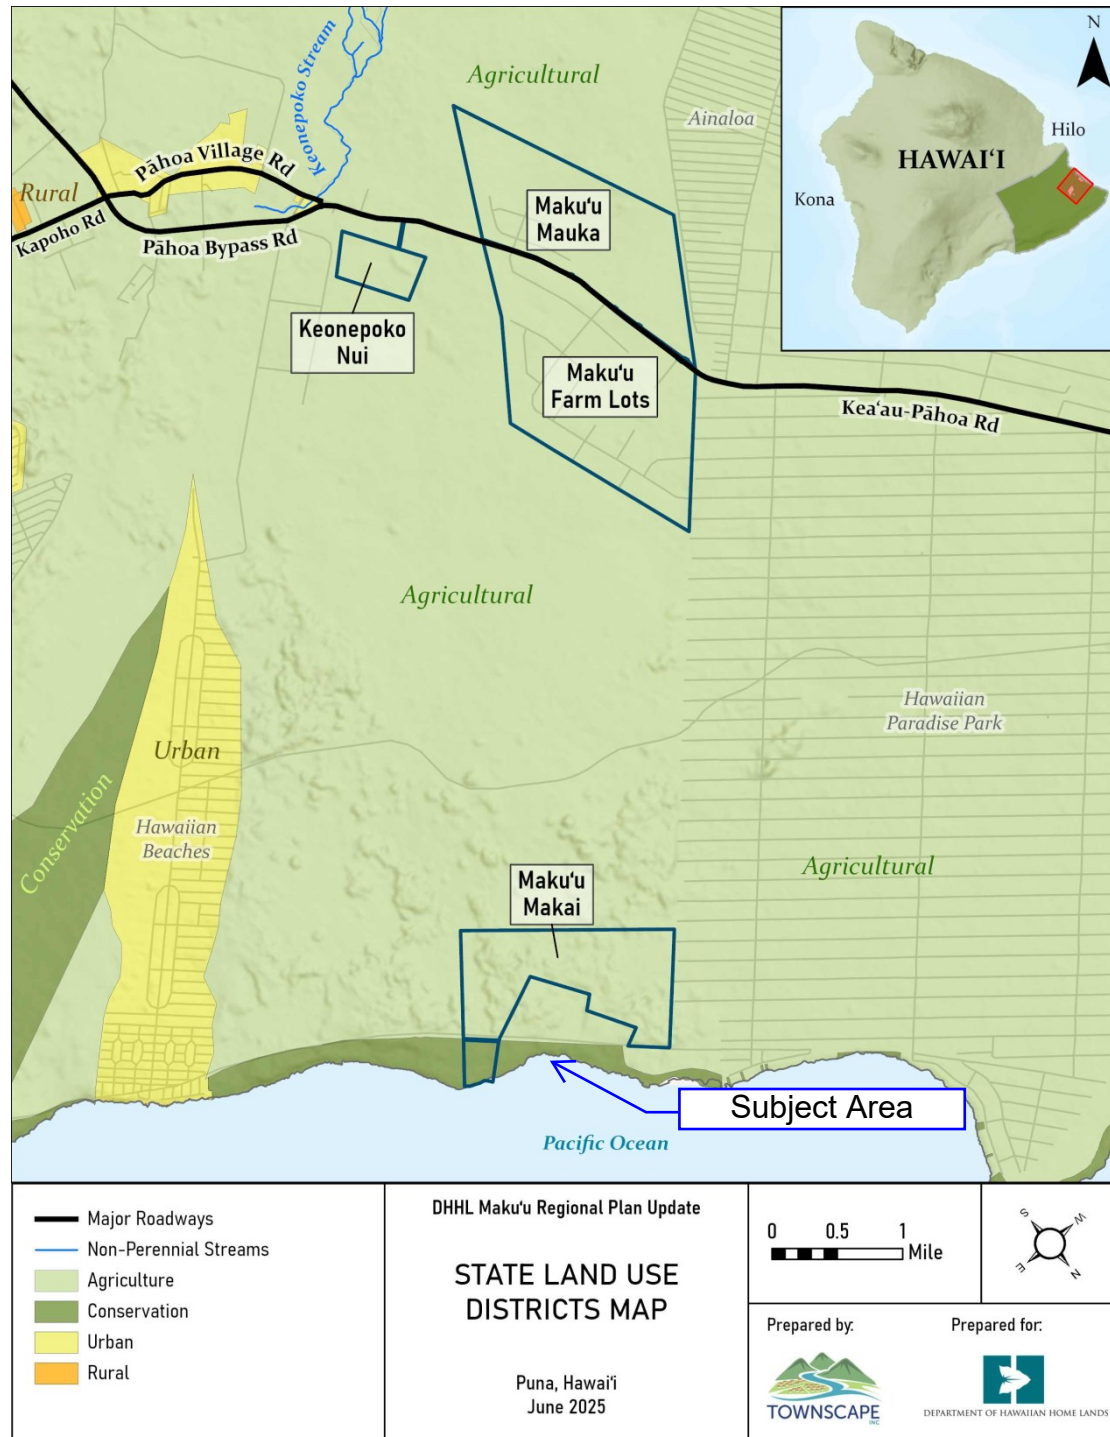 Agricultural
Keonepoko Stream
Ainaloa
N
Hilo
HAWAIʻI
Kona
Pāhoa Village Rd
Rural
Kapoho Rd
Pāhoa Bypass Rd
Makuʻu
Mauka
Keonepoko
Nui
Makuʻu
Farm Lots
Keaʻau-Pāhoa Rd
Agricultural
Hawaiian
Paradise Park
Urban
Conservation
Hawaiian
Beaches
Agricultural
Makuʻu
Makai
Subject Area
Pacific Ocean
Major Roadways
Non-Perennial Streams
Agriculture
Conservation
Urban
Rural
DHHL Makuʻu Regional Plan Update
STATE LAND USE
DISTRICTS MAP
Puna, Hawaiʻi
June 2025
0 0.5 1
Mile
S
W
E
N
Prepared by:
TOWNSCAPE
INC
Prepared for:
DEPARTMENT OF HAWAIIAN HOME LANDS